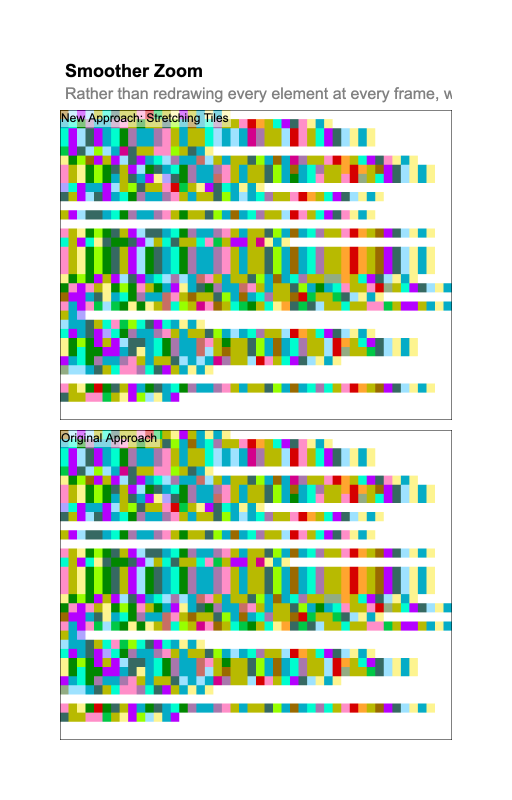 Smoother Zoom
Rather than redrawing every element at every frame, w
New Approach: Stretching Tiles
Original Approach